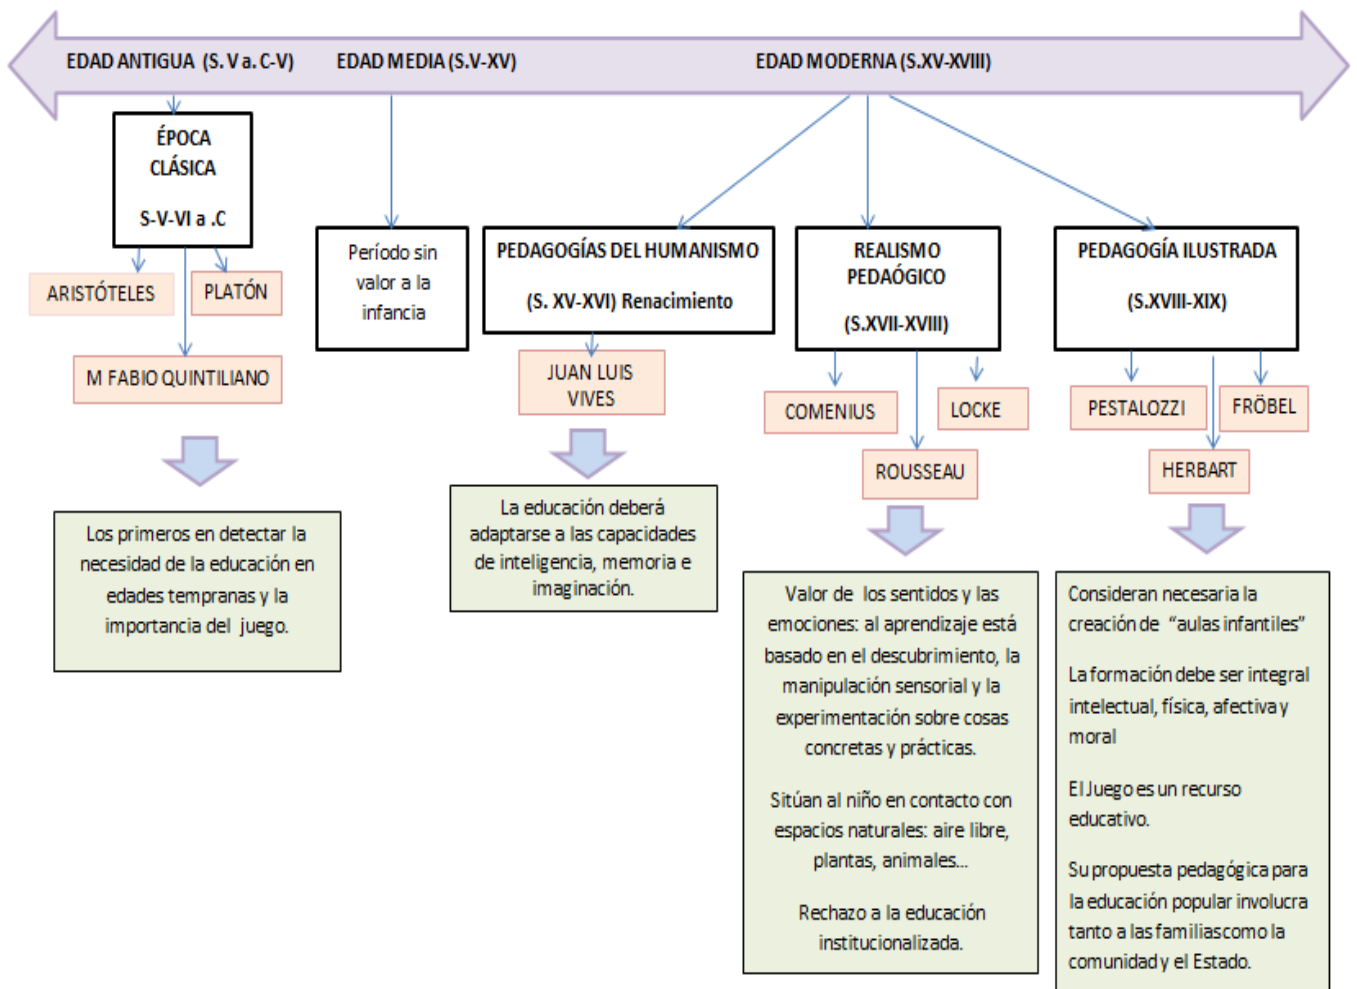 EDAD ANTIGUA (S. V a. C-V)
EDAD MEDIA (S.V-XV)
EDAD MODERNA (S.XV-XVIII)
ÉPOCA
CLÁSICA
S-V-VI a .C
ARISTÓTELES
PLATÓN
M FABIO QUINTILIANO
Los primeros en detectar la
necesidad de la educación en
edades tempranas y la
importancia del juego.
Período sin
valor a la
infancia
PEDAGOGÍAS DEL HUMANISMO
(S. XV-XVI) Renacimiento
JUAN LUIS
VIVES
La educación deberá
adaptarse a las capacidades
de inteligencia, memoria e
imaginación.
REALISMO
PEDAÓGICO
(S.XVII-XVIII)
COMENIUS
LOCKE
ROUSSEAU
Valor de los sentidos y las
emociones: al aprendizaje está
basado en el descubrimiento, la
manipulación sensorial y la
experimentación sobre cosas
concretas y prácticas.
Sitúan al niño en contacto con
espacios naturales: aire libre,
plantas, animales...
Rechazo a la educación
institucionalizada.
PEDAGOGÍA ILUSTRADA
(S.XVIII-XIX)
PESTALOZZI
FRÖBEL
HERBART
Consideran necesaria la
creación de “aulas infantiles”
La formación debe ser integral
intelectual, física, afectiva y
moral
El Juego es un recurso
educativo.
Su propuesta pedagógica para
la educación popular involucra
tanto a las familiascomo la
comunidad y el Estado.